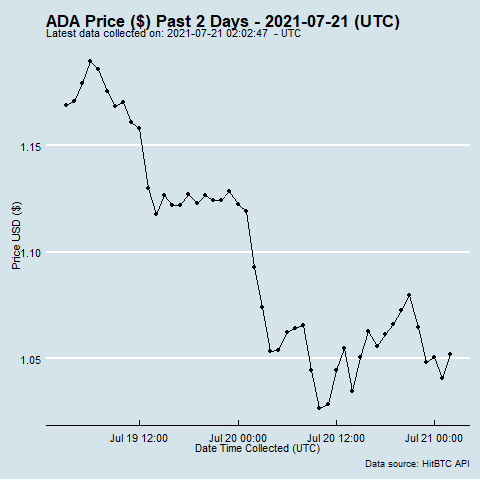 ADA Price ($) Past 2 Days - 2021-07-21 (UTC)
Latest data collected on: 2021-07-21 02:02:47 - UTC
1.15
1.10
1.05
Price USD ($)
Jul 19 12:00 Jul 20 00:00 Jul 20 12:00 Jul 21 00:00
Date Time Collected (UTC)
Data source: HitBTC API